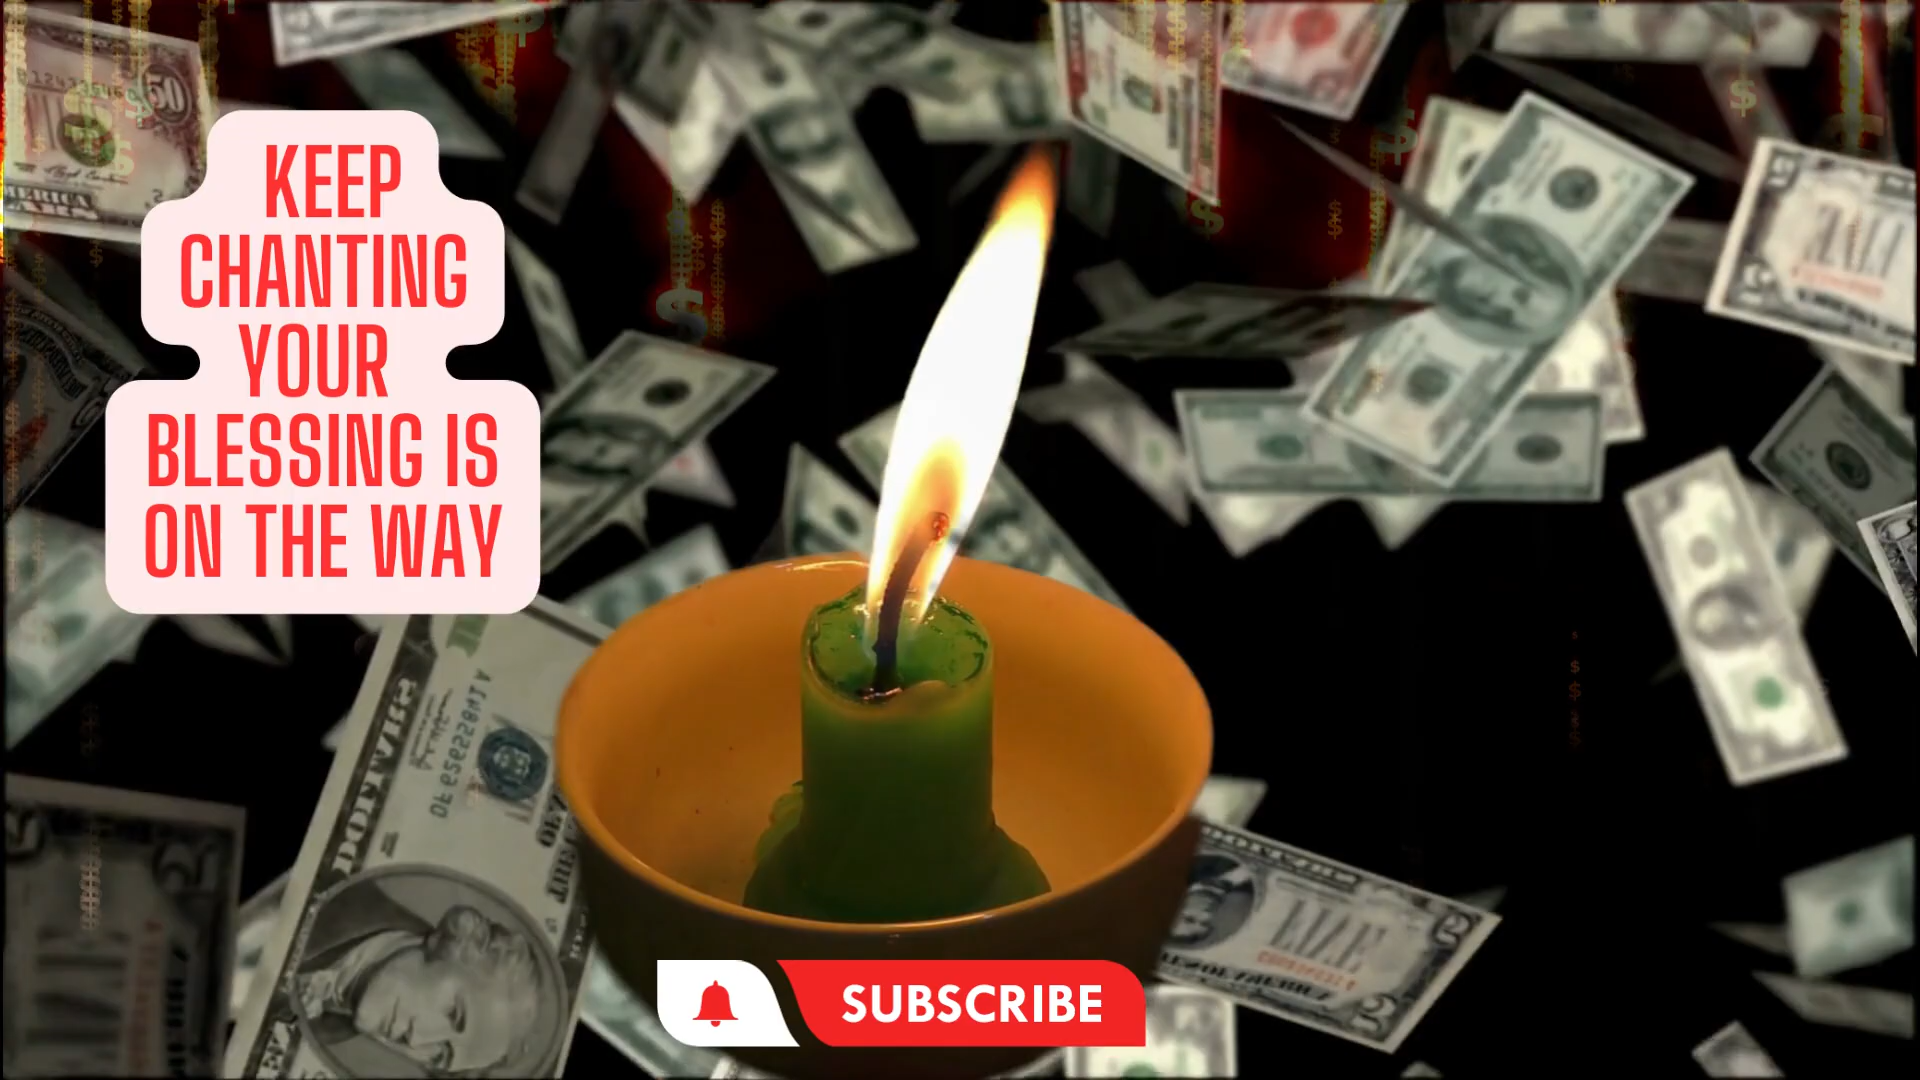 KEEP
CHANTING
YOUR
BLESSING IS
ON THE WAY
SUBSCRIBE